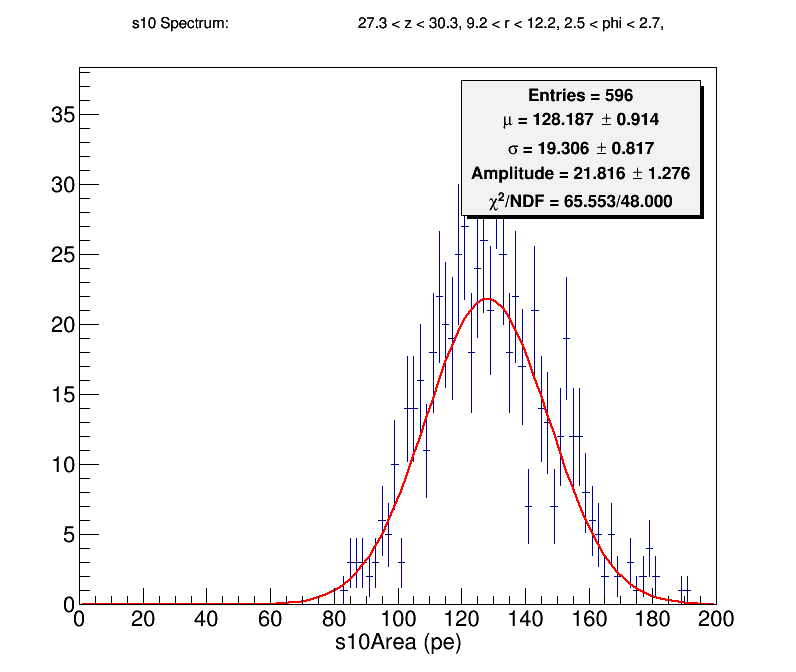 s10 Spectrum: 27.3 < z < 30.3, 9.2 < r < 12.2, 2.5 < phi < 2.7,
Entries = 596
μ = 128.187 ± 0.914
σ = 19.306 ± 0.817
Amplitude = 21.816 ± 1.276
χ²/NDF = 65.553/48.000
35
30
25
20
15
10
5
0
0 20 40 60 80 100 120 140 160 180 200
s10Area (pe)